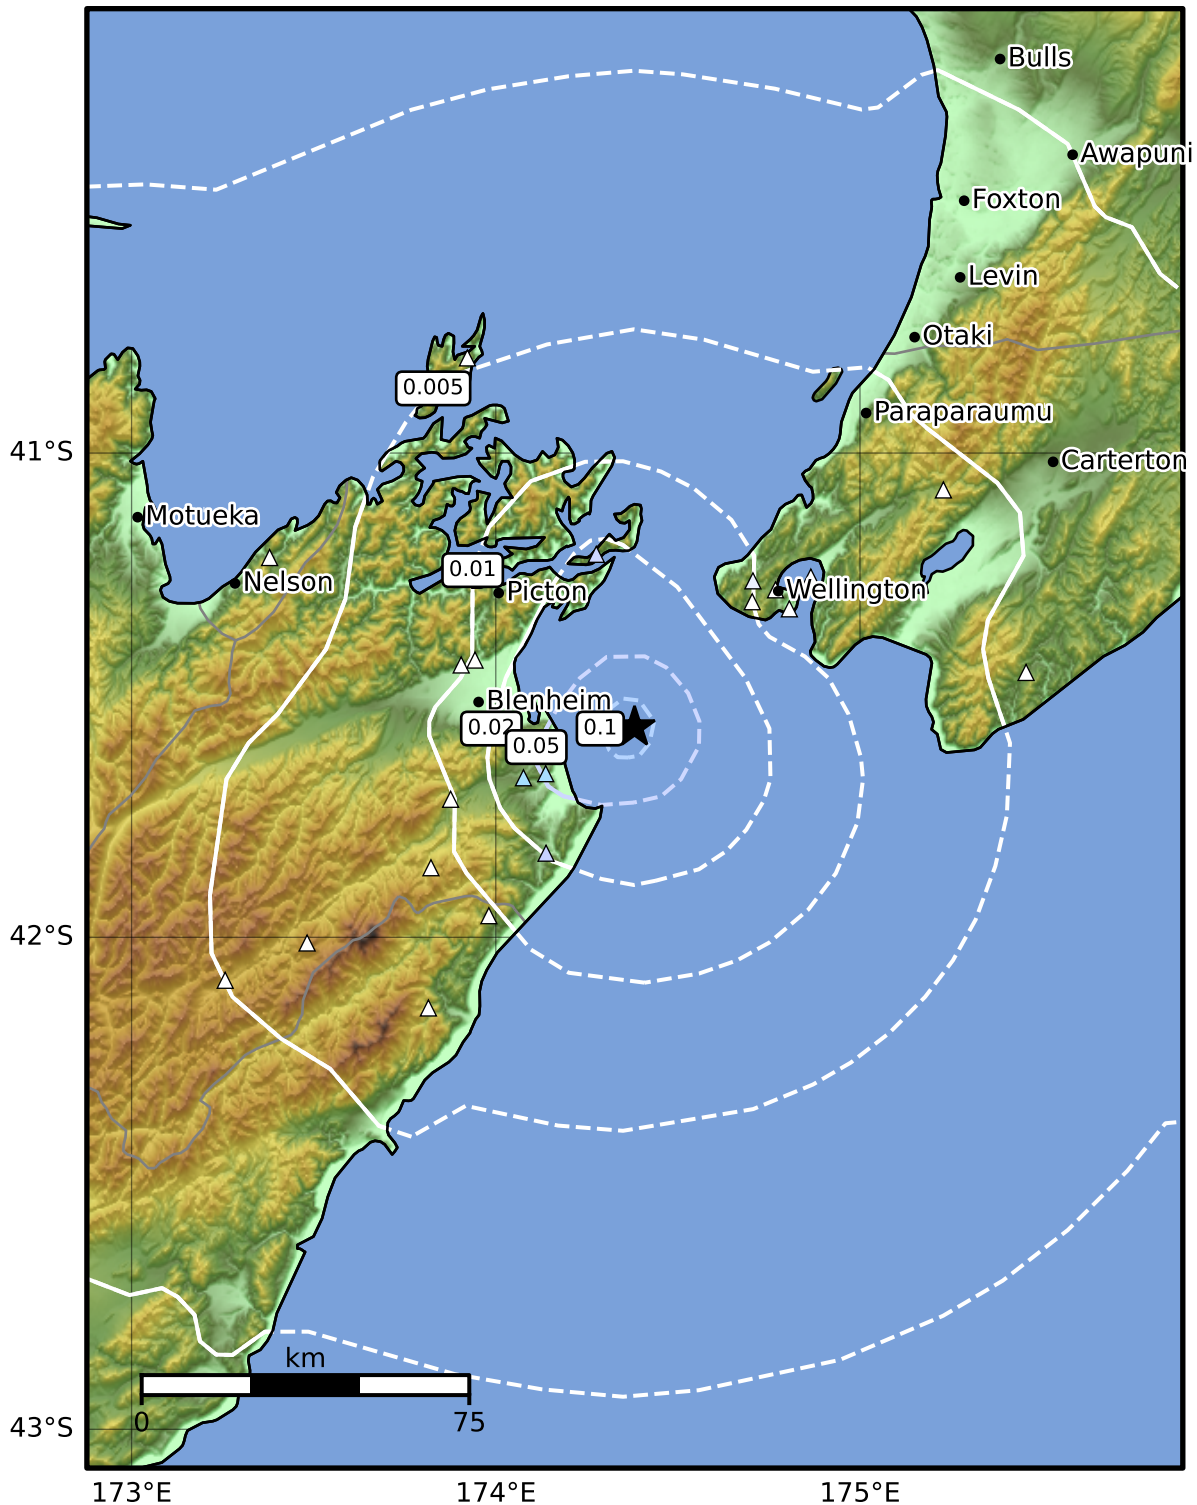 Bulls
Awapuni
Foxton
Levin
Otaki
0.005
Paraparaumu
41°S
Carterton
Motueka
0.01
Nelson
Picton
Wellington
Blenheim
0.02
0.1
0.05
42°S
km
0
75
43°S
173°E
174°E
175°E